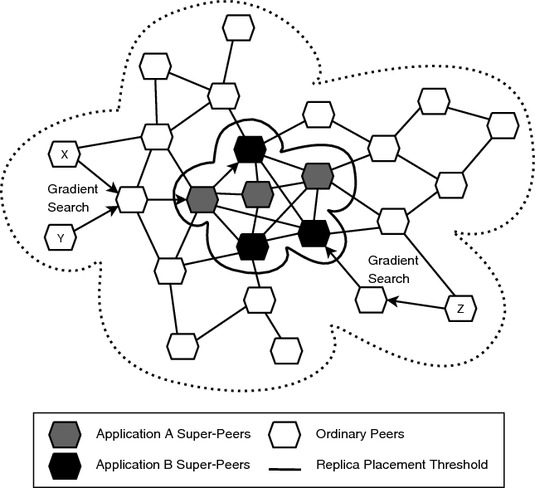 X
Gradient
Search
Y
Gradient
Search
Z
Application A Super-Peers
Ordinary Peers
Application B Super-Peers
Replica Placement Threshold